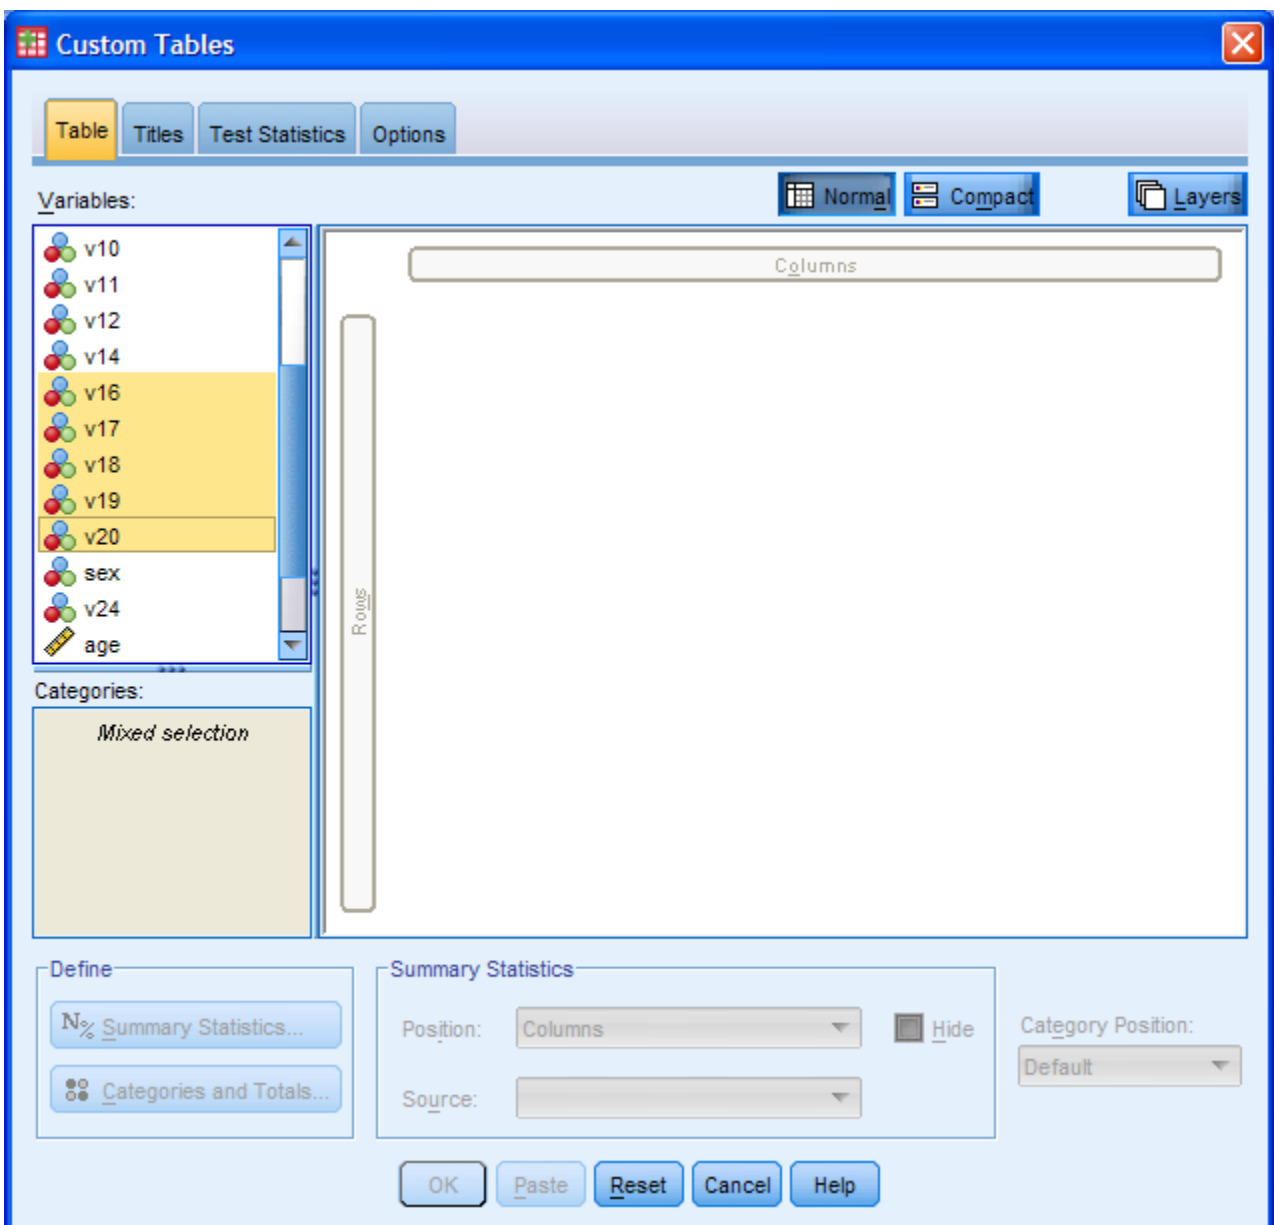 Custom Tables
Table Titles Test Statistics Options
Variables:
Normal Compact Layers
v10
v11
v12
v14
v16
v17
v18
v19
v20
sex
v24
age
Columns
Rows
Categories:
Mixed selection
Define
N% Summary Statistics...
Categories and Totals...
Summary Statistics
Position: Columns Hide
Source:
Category Position:
Default
OK Paste Reset Cancel Help